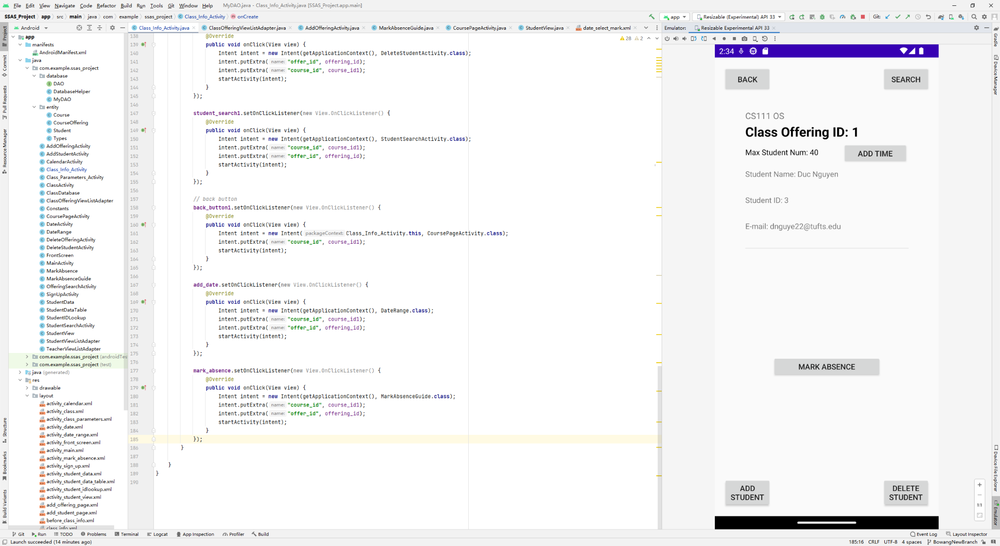 File Edit View Navigate Code Refactor Build Run Tools Git Window Help MyDAO.java - Class_Info_Activity.java [SSAS_Project.app.main]
SSAS_Project app src main java com example ssas_project Class_Info_Activity onCreate app Resizable (Experimental) API 33 Git:
Android
Class_Info_Activity.java ClassOfferingViewListAdapter.java AddOfferingActivity.java MarkAbsenceGuide.java CoursePageActivity.java StudentView.java date_select_mark.xml
Emulator: Resizable Experimental API 33
Project
Commit
Pull Requests
Resource Manager
Structure
Bookmarks
Build Variants
app
manifests
AndroidManifest.xml
java
com.example.ssas_project
database
DAO
DatabaseHelper
MyDAO
entity
Course
CourseOffering
Student
Types
AddOfferingActivity
AddStudentActivity
CalendarActivity
Class_Info_Activity
Class_Parameters_Activity
ClassActivity
ClassDatabase
ClassOfferingViewListAdapter
Constants
CoursePageActivity
DateActivity
DateRange
DeleteOfferingActivity
DeleteStudentActivity
FrontScreen
MainActivity
MarkAbsence
MarkAbsenceGuide
OfferingSearchActivity
SignUpActivity
StudentData
StudentDataTable
StudentIDLookup
StudentSearchActivity
StudentView
StudentViewListAdapter
TeacherViewListAdapter
com.example.ssas_project (androidTes
com.example.ssas_project (test)
java (generated)
res
drawable
layout
activity_calendar.xml
activity_class.xml
activity_class_parameters.xml
activity_date.xml
activity_date_range.xml
activity_front_screen.xml
activity_main.xml
activity_mark_absence.xml
activity_sign_up.xml
activity_student_data.xml
activity_student_data_table.xml
activity_student_idlookup.xml
activity_student_view.xml
add_offering_page.xml
add_student_page.xml
before_class_info.xml
class_info.xml
28 2
138 @Override
139 public void onClick(View view) {
140 Intent intent = new Intent(getApplicationContext(), DeleteStudentActivity.class);
141 intent.putExtra( name: "offer_id", offering_id);
142 intent.putExtra( name: "course_id", course_id1);
143 startActivity(intent);
144 }
145 });
146
147 student_search1.setOnClickListener(new View.OnClickListener() {
148 @Override
149 public void onClick(View view) {
150 Intent intent = new Intent(getApplicationContext(), StudentSearchActivity.class);
151 intent.putExtra( name: "course_id", course_id1);
152 intent.putExtra( name: "offer_id", offering_id);
153 startActivity(intent);
154 }
155 });
156
157 // back button
158 back_button1.setOnClickListener(new View.OnClickListener() {
159 @Override
160 public void onClick(View view) {
161 Intent intent = new Intent( packageContext: Class_Info_Activity.this, CoursePageActivity.class);
162 intent.putExtra( name: "course_id", course_id1);
163 startActivity(intent);
164 }
165 });
166
167 add_date.setOnClickListener(new View.OnClickListener() {
168 @Override
169 public void onClick(View view) {
170 Intent intent = new Intent(getApplicationContext(), DateRange.class);
171 intent.putExtra( name: "course_id", course_id1);
172 intent.putExtra( name: "offer_id", offering_id);
173 startActivity(intent);
174 }
175 });
176
177 mark_absence.setOnClickListener(new View.OnClickListener() {
178 @Override
179 public void onClick(View view) {
180 Intent intent = new Intent(getApplicationContext(), MarkAbsenceGuide.class);
181 intent.putExtra( name: "course_id", course_id1);
182 intent.putExtra( name: "offer_id", offering_id);
183 startActivity(intent);
184 }
185 });
186 }
187
188 }
189 }
190
2:34
BACK SEARCH
CS111 OS
Class Offering ID: 1
Max Student Num: 40 ADD TIME
Student Name: Duc Nguyen
Student ID: 3
E-mail: dnguye22@tufts.edu
MARK ABSENCE
ADD STUDENT
DELETE STUDENT
1:1
Gradle
Device Manager
Device File Explorer
Emulator
Git Run TODO Problems Terminal Logcat App Inspection Profiler Build Event Log Layout Inspector
Launch succeeded (14 minutes ago) 185:16 CRLF UTF-8 4 spaces BowangNewBranch